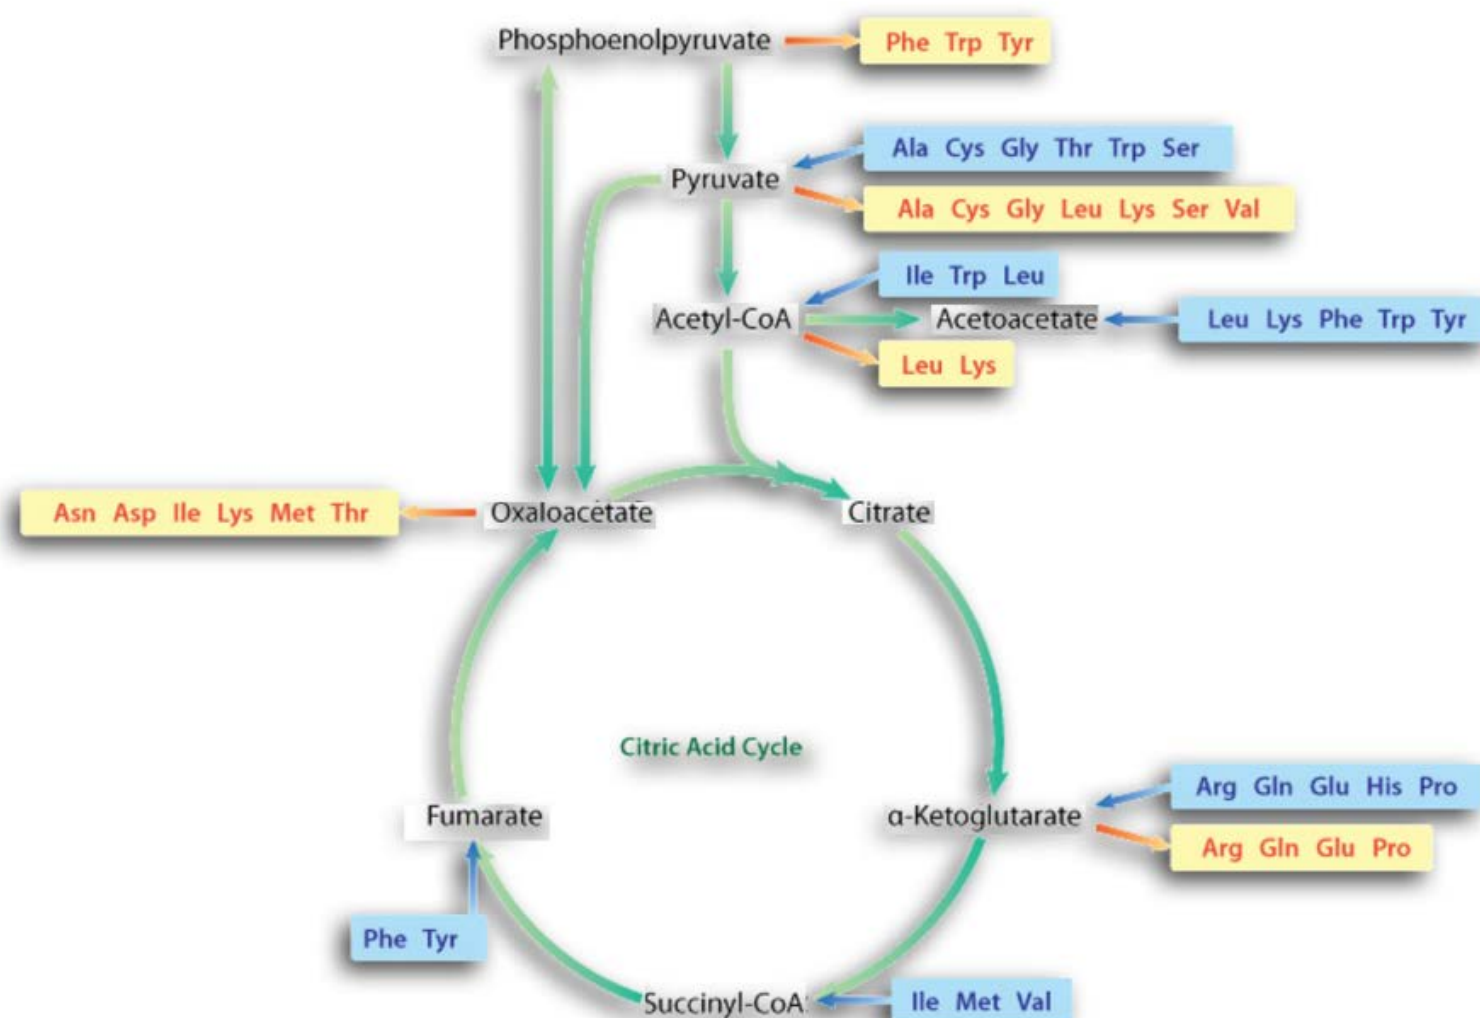 Phosphoenolpyruvate
Phe Trp Tyr
Ala Cys Gly Thr Trp Ser
Pyruvate
Ala Cys Gly Leu Lys Ser Val
Ile Trp Leu
Acetyl-CoA
Acetoacetate
Leu Lys Phe Trp Tyr
Leu Lys
Asn Asp Ile Lys Met Thr
Oxaloacetate
Citrate
Citric Acid Cycle
Fumarate
α-Ketoglutarate
Arg Gln Glu His Pro
Arg Gln Glu Pro
Phe Tyr
Succinyl-CoA
Ile Met Val